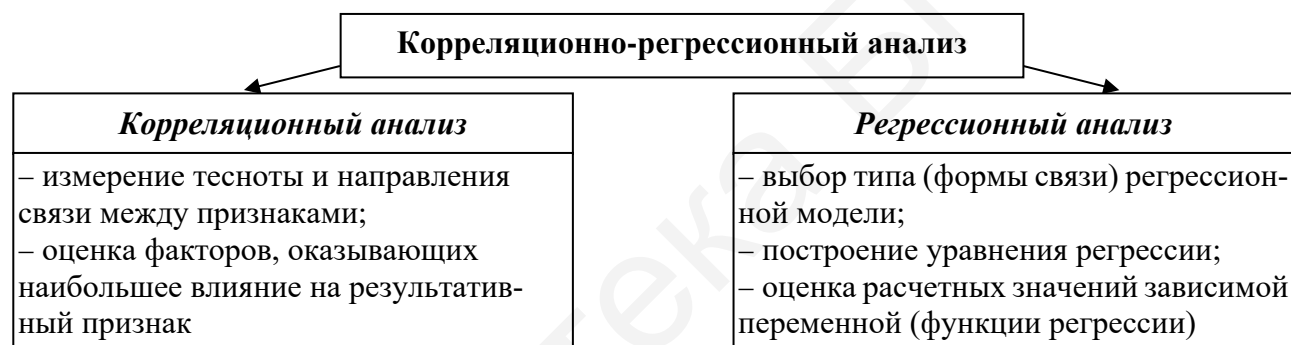 Корреляционно-регрессионный анализ
Корреляционный анализ
– измерение тесноты и направления
связи между признаками;
– оценка факторов, оказывающих
наибольшее влияние на результатив-
ный признак
Регрессионный анализ
– выбор типа (формы связи) регрессион-
ной модели;
– построение уравнения регрессии;
– оценка расчетных значений зависимой
переменной (функции регрессии)